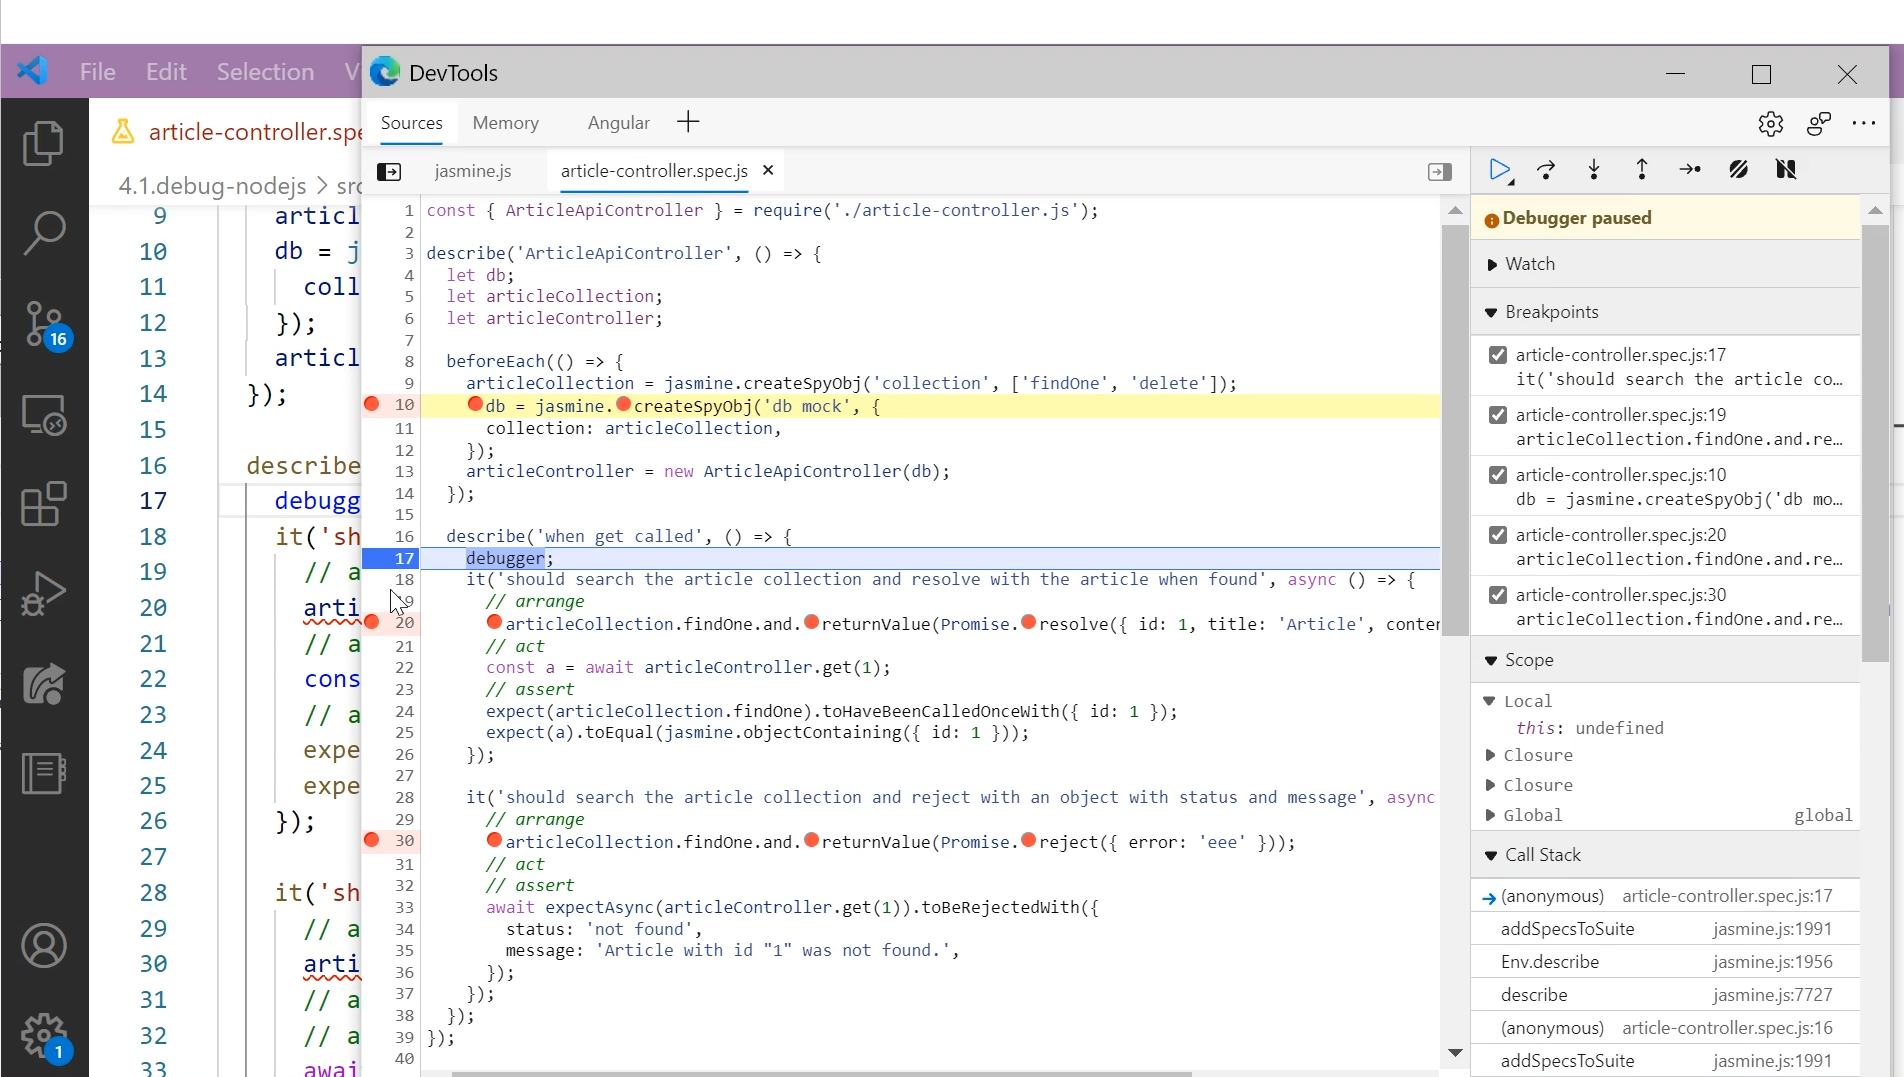 File Edit Selection V
DevTools
Sources Memory Angular
article-controller.spe
jasmine.js article-controller.spec.js
4.1.debug-nodejs > src
9 articl
10 db = j
11 coll
12 });
13 articl
14 });
15
16 describe
17 debugg
18 it('sh
19 // a
20 arti
21 // a
22 cons
23 // a
24 expe
25 expe
26 });
27
28 it('sh
29 // a
30 arti
31 // a
32 // a
33 awai
16
1
1 const { ArticleApiController } = require('./article-controller.js');
2
3 describe('ArticleApiController', () => {
4 let db;
5 let articleCollection;
6 let articleController;
7
8 beforeEach(() => {
9 articleCollection = jasmine.createSpyObj('collection', ['findOne', 'delete']);
10 db = jasmine.createSpyObj('db mock', {
11 collection: articleCollection,
12 });
13 articleController = new ArticleApiController(db);
14 });
15
16 describe('when get called', () => {
17 debugger;
18 it('should search the article collection and resolve with the article when found', async () => {
19 // arrange
20 articleCollection.findOne.and.returnValue(Promise.resolve({ id: 1, title: 'Article', conter
21 // act
22 const a = await articleController.get(1);
23 // assert
24 expect(articleCollection.findOne).toHaveBeenCalledOnceWith({ id: 1 });
25 expect(a).toEqual(jasmine.objectContaining({ id: 1 }));
26 });
27
28 it('should search the article collection and reject with an object with status and message', async
29 // arrange
30 articleCollection.findOne.and.returnValue(Promise.reject({ error: 'eee' }));
31 // act
32 // assert
33 await expectAsync(articleController.get(1)).toBeRejectedWith({
34 status: 'not found',
35 message: 'Article with id "1" was not found.',
36 });
37 });
38 });
39 });
40
Debugger paused
Watch
Breakpoints
article-controller.spec.js:17
it('should search the article co...
article-controller.spec.js:19
articleCollection.findOne.and.re...
article-controller.spec.js:10
db = jasmine.createSpyObj('db mo...
article-controller.spec.js:20
articleCollection.findOne.and.re...
article-controller.spec.js:30
articleCollection.findOne.and.re...
Scope
Local
this: undefined
Closure
Closure
Global global
Call Stack
(anonymous) article-controller.spec.js:17
addSpecsToSuite jasmine.js:1991
Env.describe jasmine.js:1956
describe jasmine.js:7727
(anonymous) article-controller.spec.js:16
addSpecsToSuite jasmine.js:1991